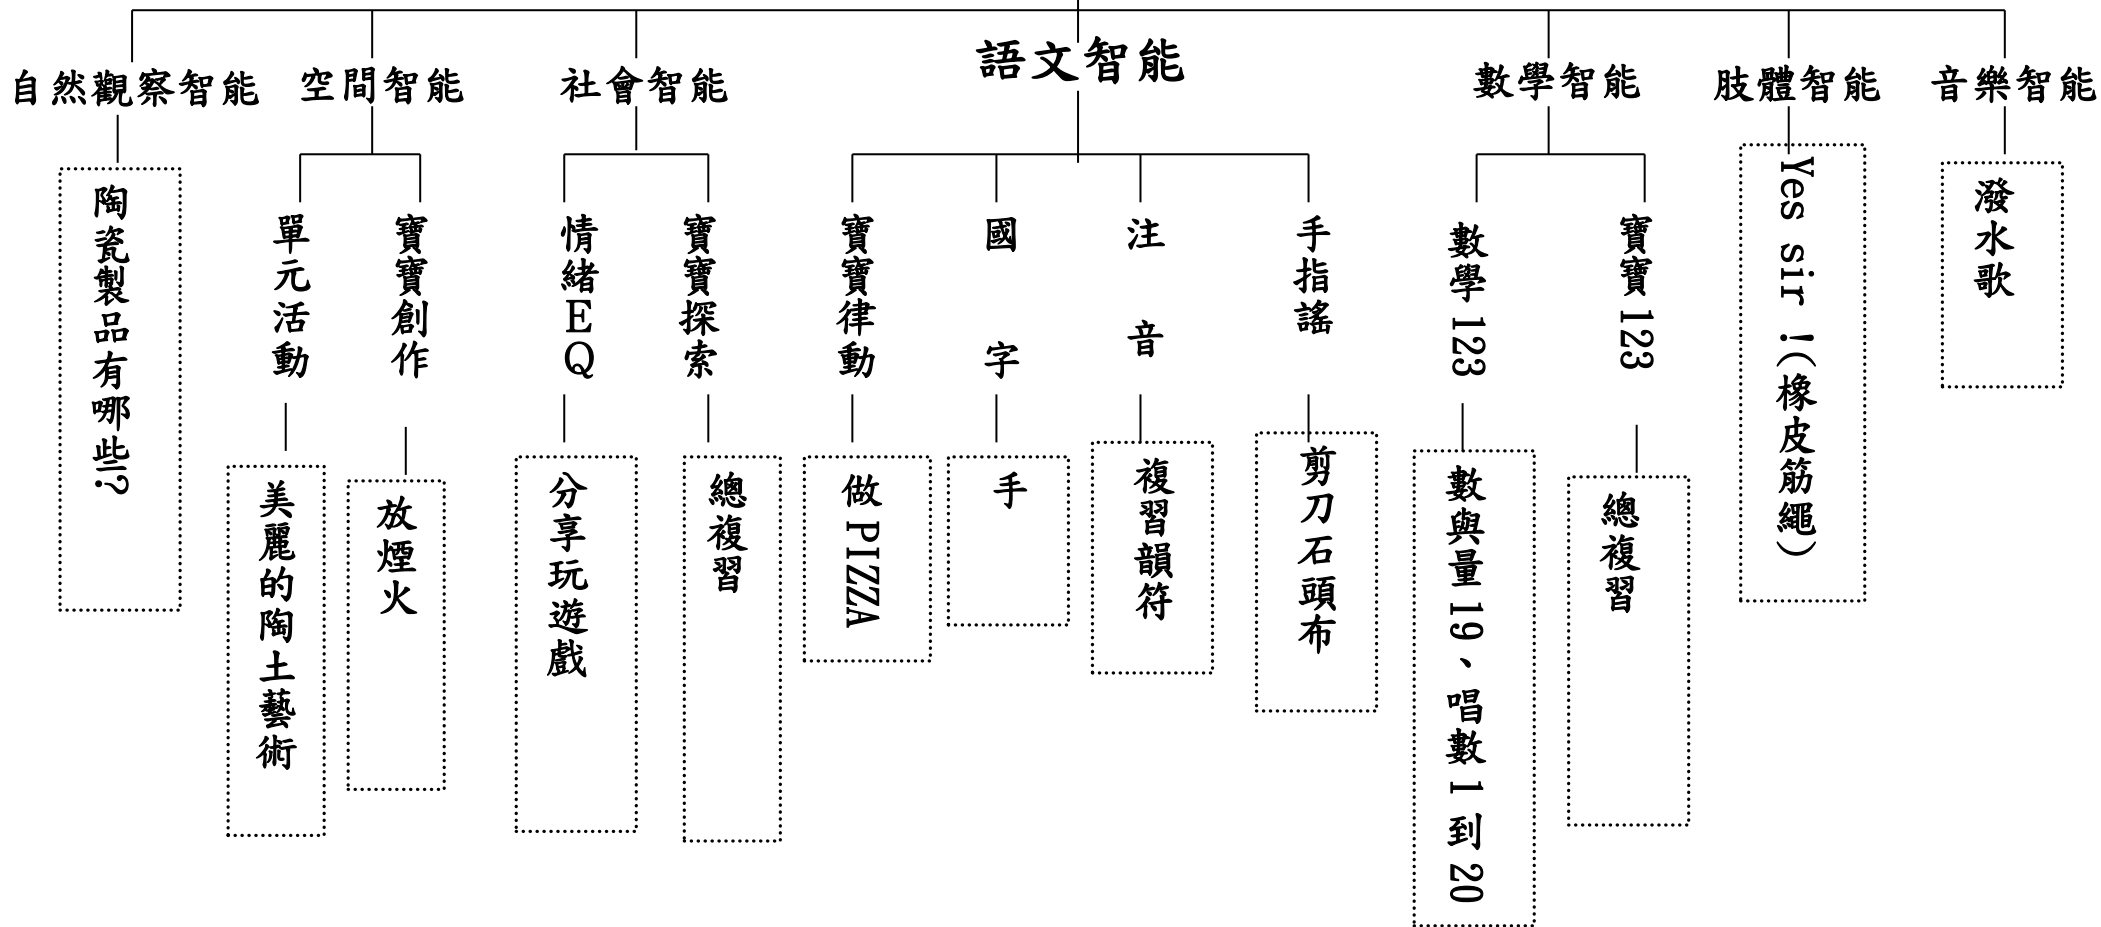 自然觀察智能
空間智能
社會智能
語文智能
數學智能
肢體智能
音樂智能
陶瓷製品有哪些?
單元活動
寶寶創作
情緒EQ
寶寶探索
寶寶律動
國字
注音
手指謠
數學123
寶寶123
Yes sir !(橡皮筋繩)
潑水歌
美麗的陶土藝術
放煙火
分享玩遊戲
總複習
做PIZZA
手
複習韻符
剪刀石頭布
數與量19、唱數1到20
總複習